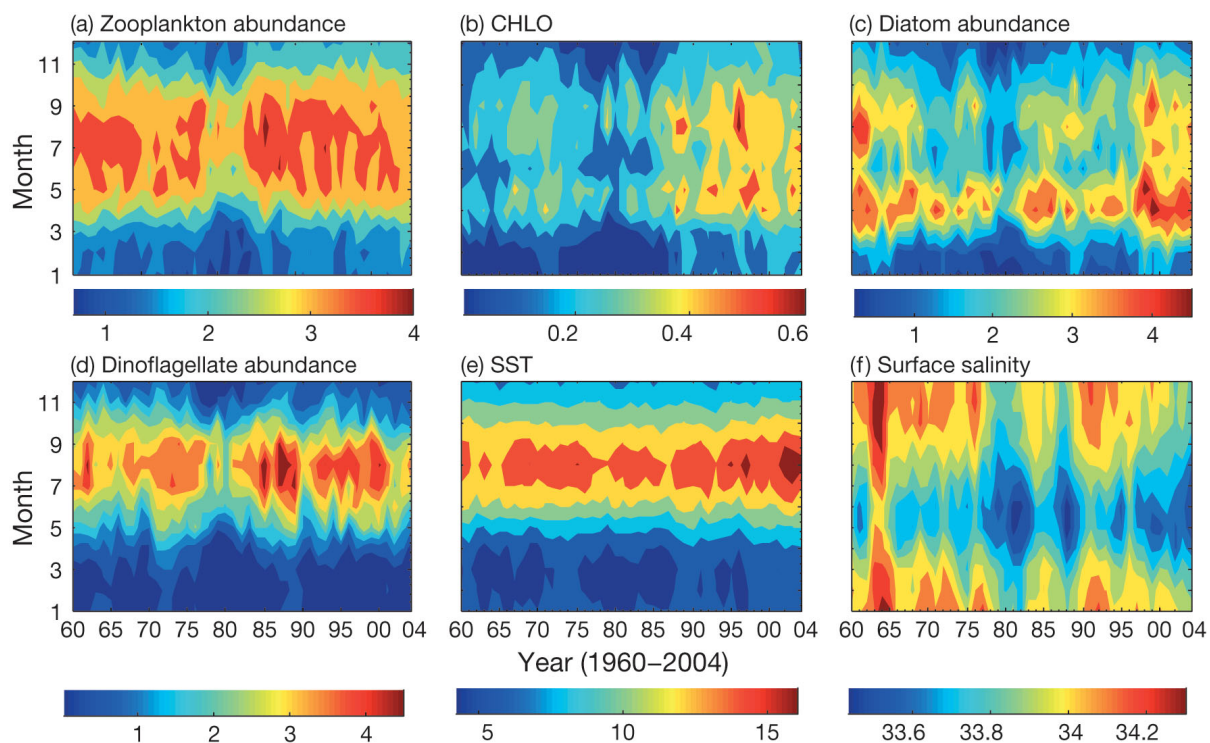 (a) Zooplankton abundance
(b) CHLO
(c) Diatom abundance
Month
11
9
7
5
3
1
1 2 3 4
0.2 0.4 0.6
1 2 3 4
(d) Dinoflagellate abundance
(e) SST
(f) Surface salinity
Month
11
9
7
5
3
1
60 65 70 75 80 85 90 95 00 04
60 65 70 75 80 85 90 95 00 04
60 65 70 75 80 85 90 95 00 04
Year (1960–2004)
1 2 3 4
5 10 15
33.6 33.8 34 34.2